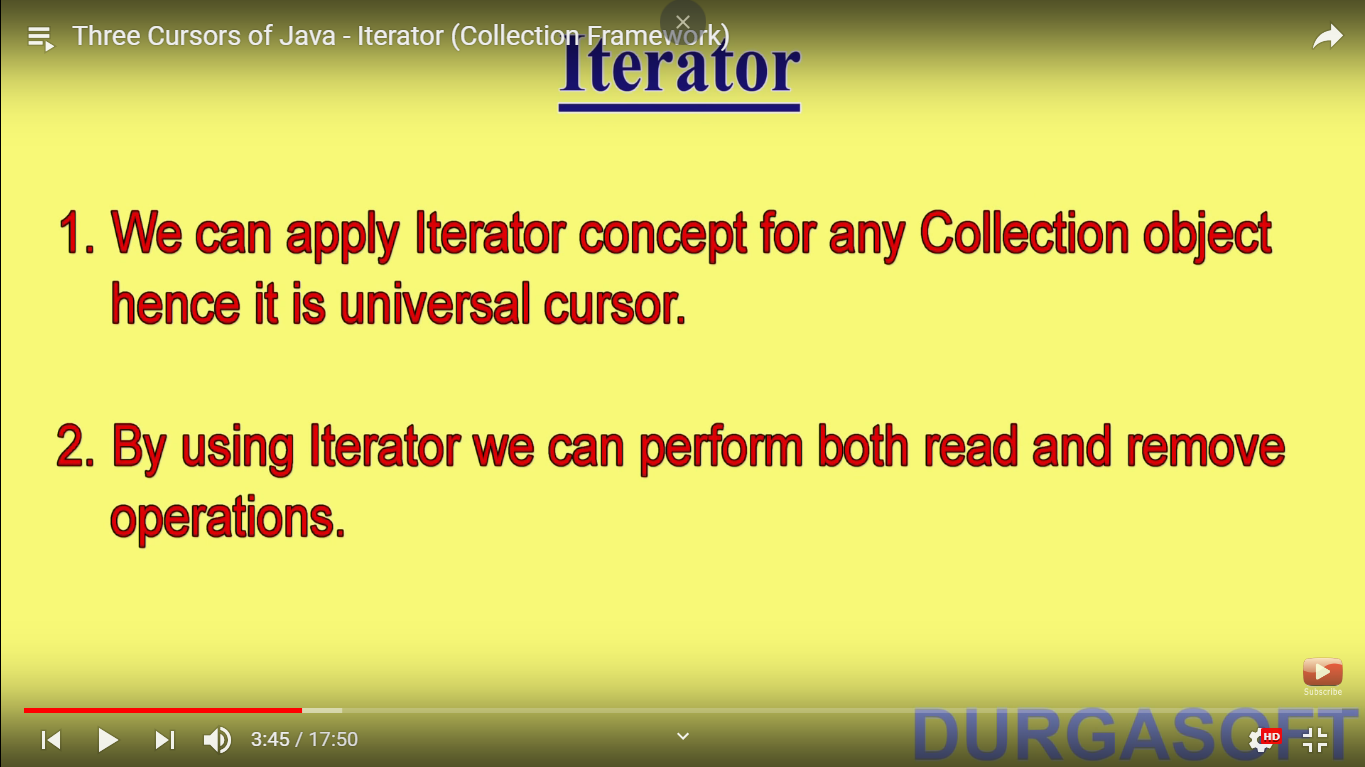 Three Cursors of Java - Iterator (Collection Framework)
Iterator
1. We can apply Iterator concept for any Collection object
hence it is universal cursor.
2. By using Iterator we can perform both read and remove
operations.
Subscribe
DURGASOFT
HD
3:45 / 17:50